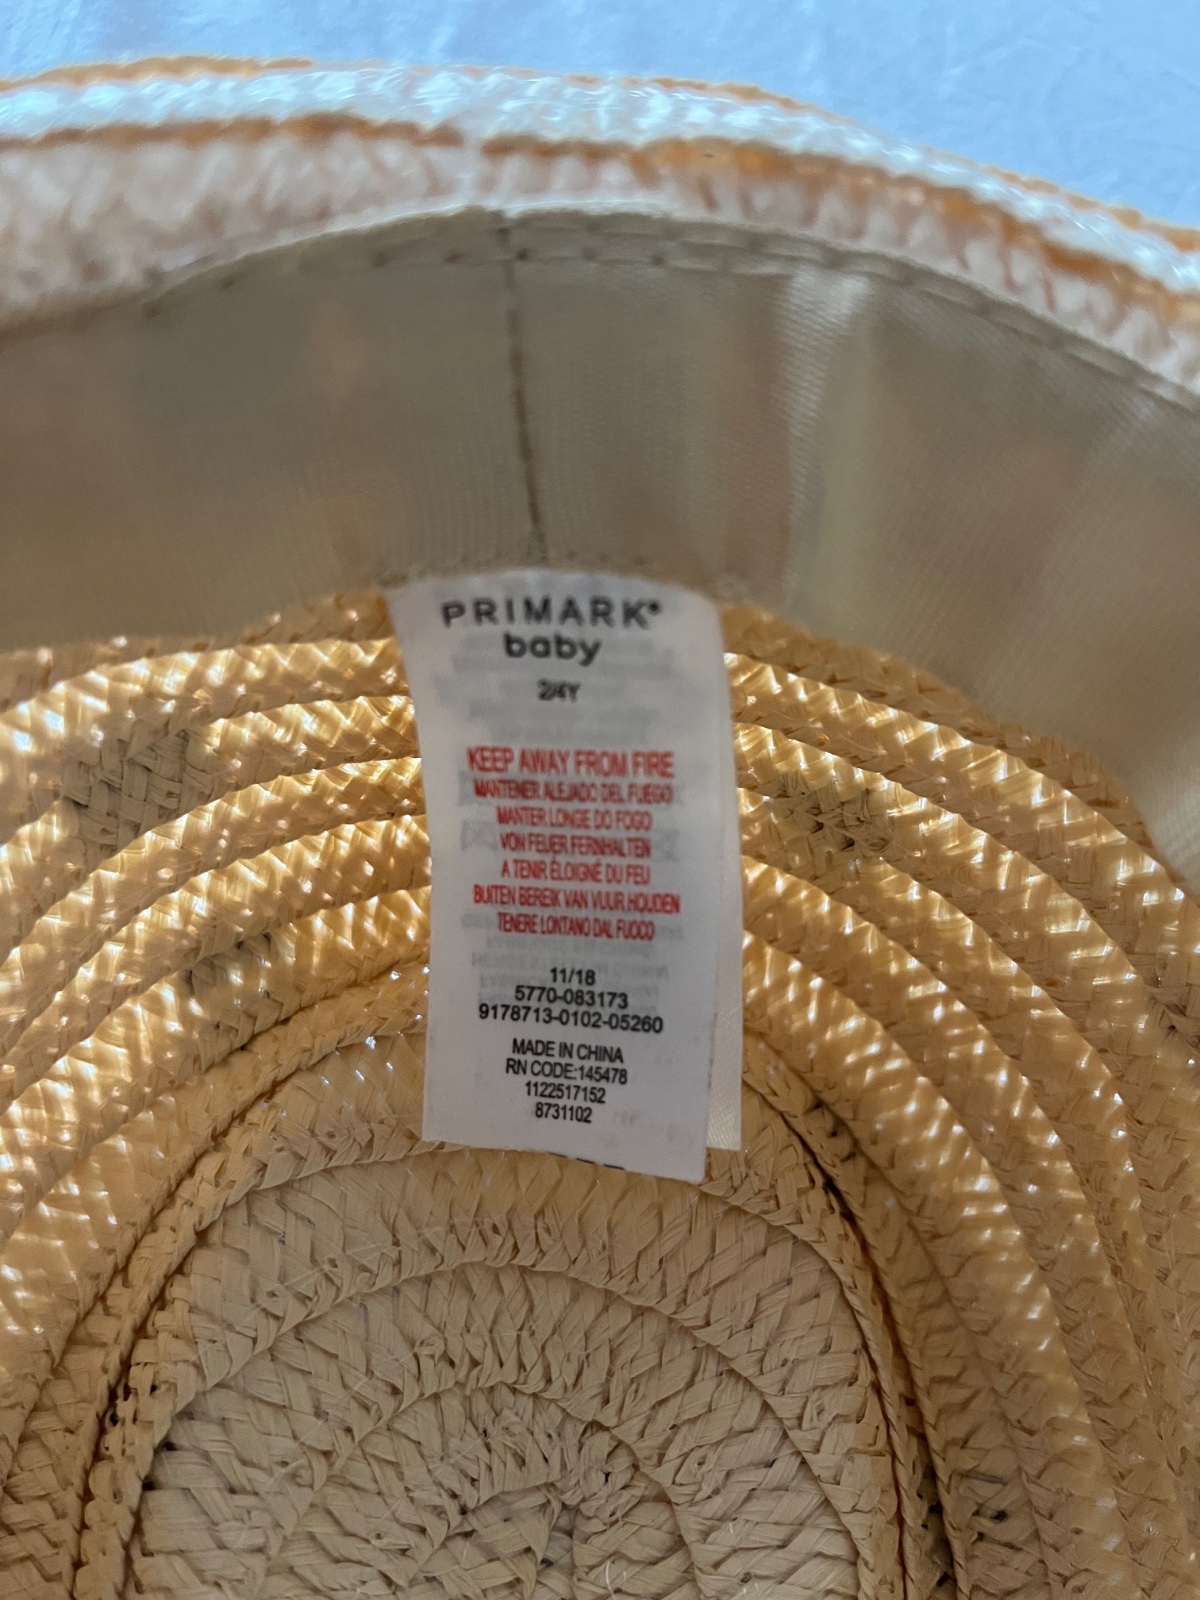 PRIMARK®
baby
2/4Y
KEEP AWAY FROM FIRE
MANTENER ALEJADO DEL FUEGO
MANTER LONGE DO FOGO
VON FEUER FERNHALTEN
A TENIR ÉLOIGNÉ DU FEU
BUITEN BEREIK VAN VUUR HOUDEN
TENERE LONTANO DAL FUOCO
11/18
5770-083173
9178713-0102-05260
MADE IN CHINA
RN CODE:145478
1122517152
8731102